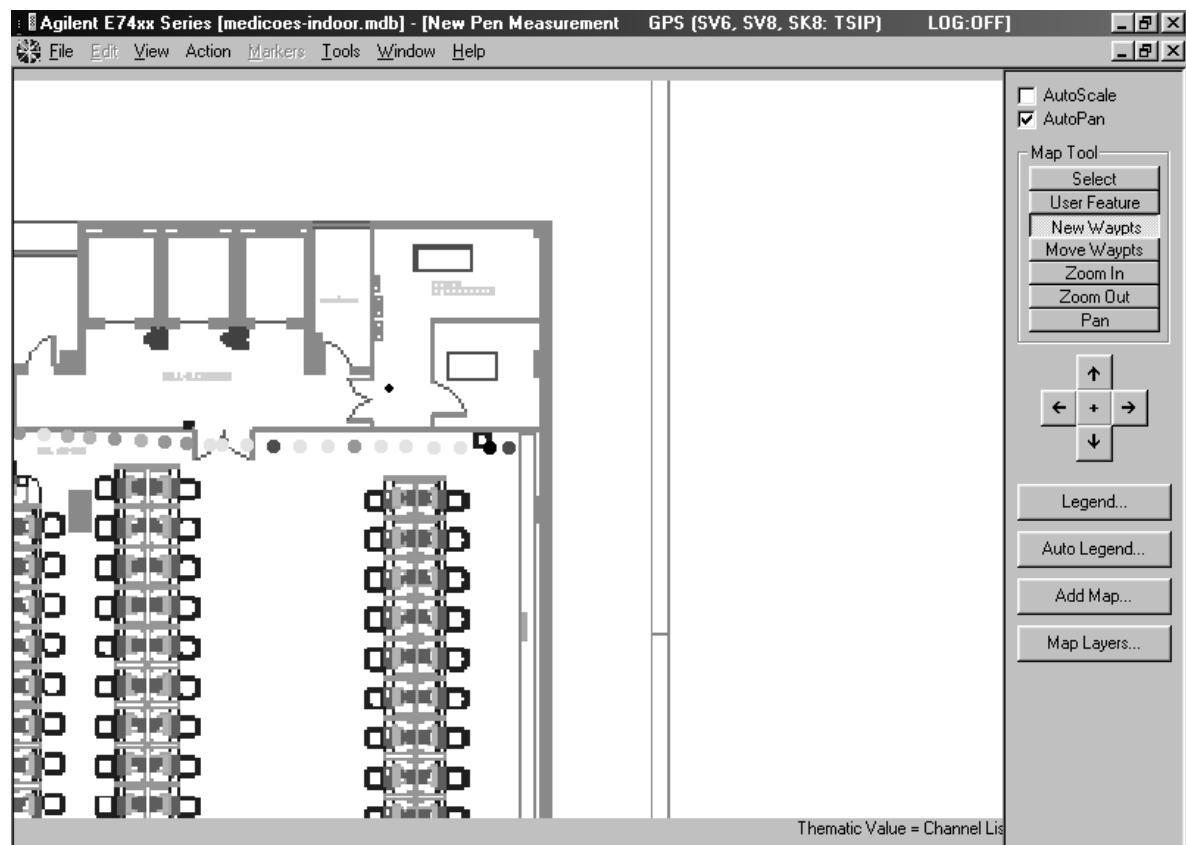 Agilent E74xx Series [medicoes-indoor.mdb] - [New Pen Measurement GPS (SV6, SV8, SK8: TSIP) LOG:OFF]
File Edit View Action Markers Tools Window Help
AutoScale
AutoPan
Map Tool
Select
User Feature
New Waypts
Move Waypts
Zoom In
Zoom Out
Pan
Legend...
Auto Legend...
Add Map...
Map Layers...
Thematic Value = Channel Lis